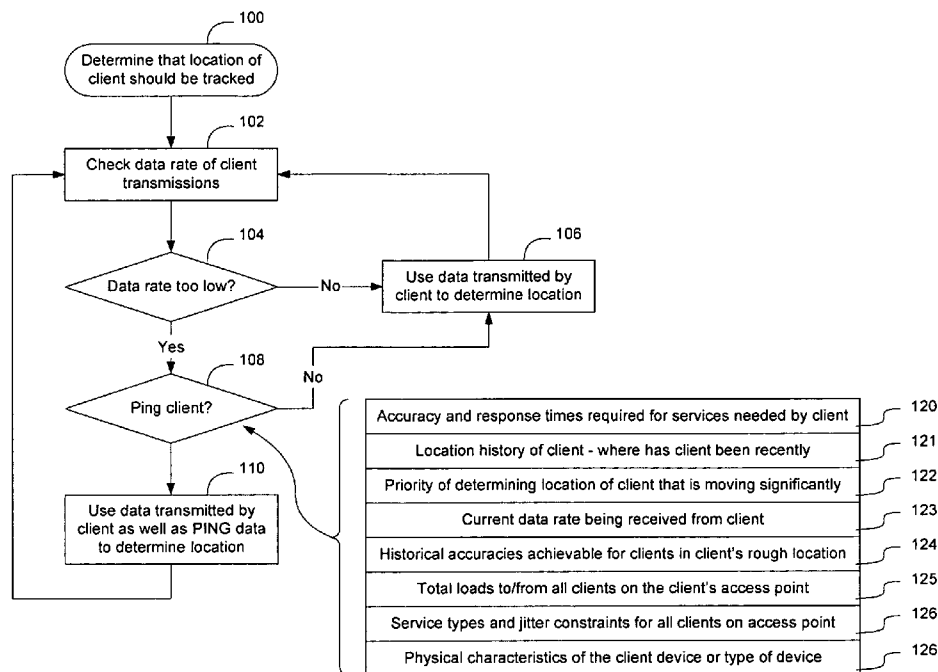 100
Determine that location of
client should be tracked
102
Check data rate of client
transmissions
104
Data rate too low?
No
106
Use data transmitted by
client to determine location
Yes
108
Ping client?
No
110
Use data transmitted by
client as well as PING data
to determine location
Accuracy and response times required for services needed by client
120
Location history of client - where has client been recently
121
Priority of determining location of client that is moving significantly
122
Current data rate being received from client
123
Historical accuracies achievable for clients in client's rough location
124
Total loads to/from all clients on the client's access point
125
Service types and jitter constraints for all clients on access point
126
Physical characteristics of the client device or type of device
126